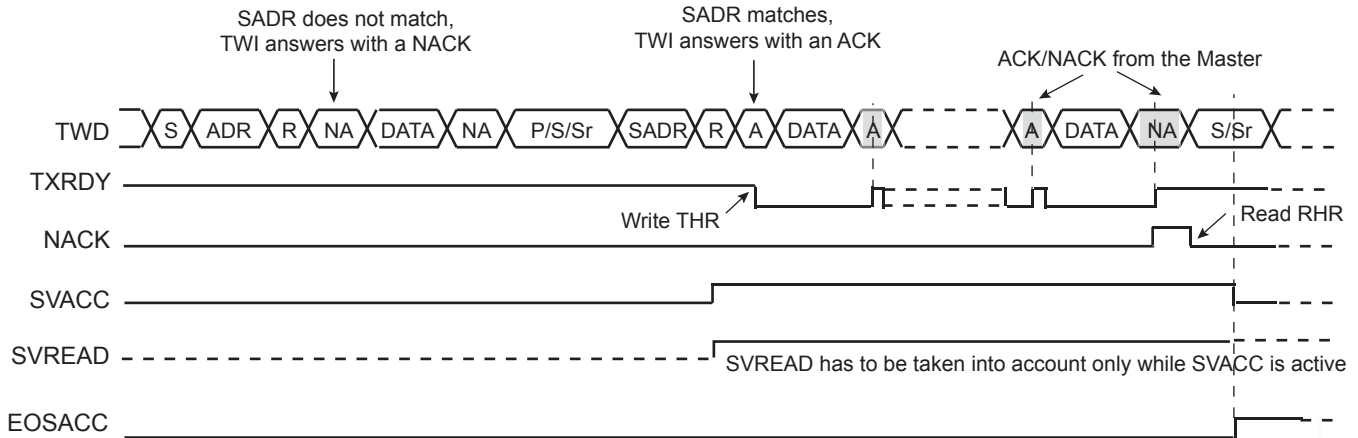 SADR does not match,
TWI answers with a NACK
SADR matches,
TWI answers with an ACK
ACK/NACK from the Master
TWD S ADR R NA DATA NA P/S/Sr SADR R A DATA A A DATA NA S/Sr
TXRDY
Write THR
Read RHR
NACK
SVACC
SVREAD
SVREAD has to be taken into account only while SVACC is active
EOSACC